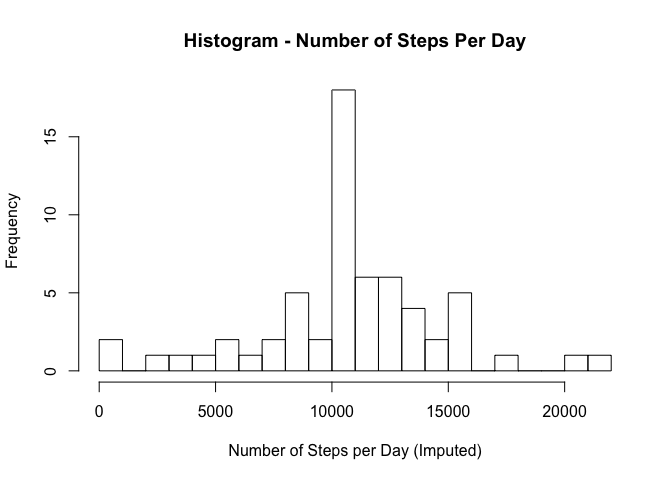 Histogram - Number of Steps Per Day
Frequency
15
10
5
0
0 5000 10000 15000 20000
Number of Steps per Day (Imputed)